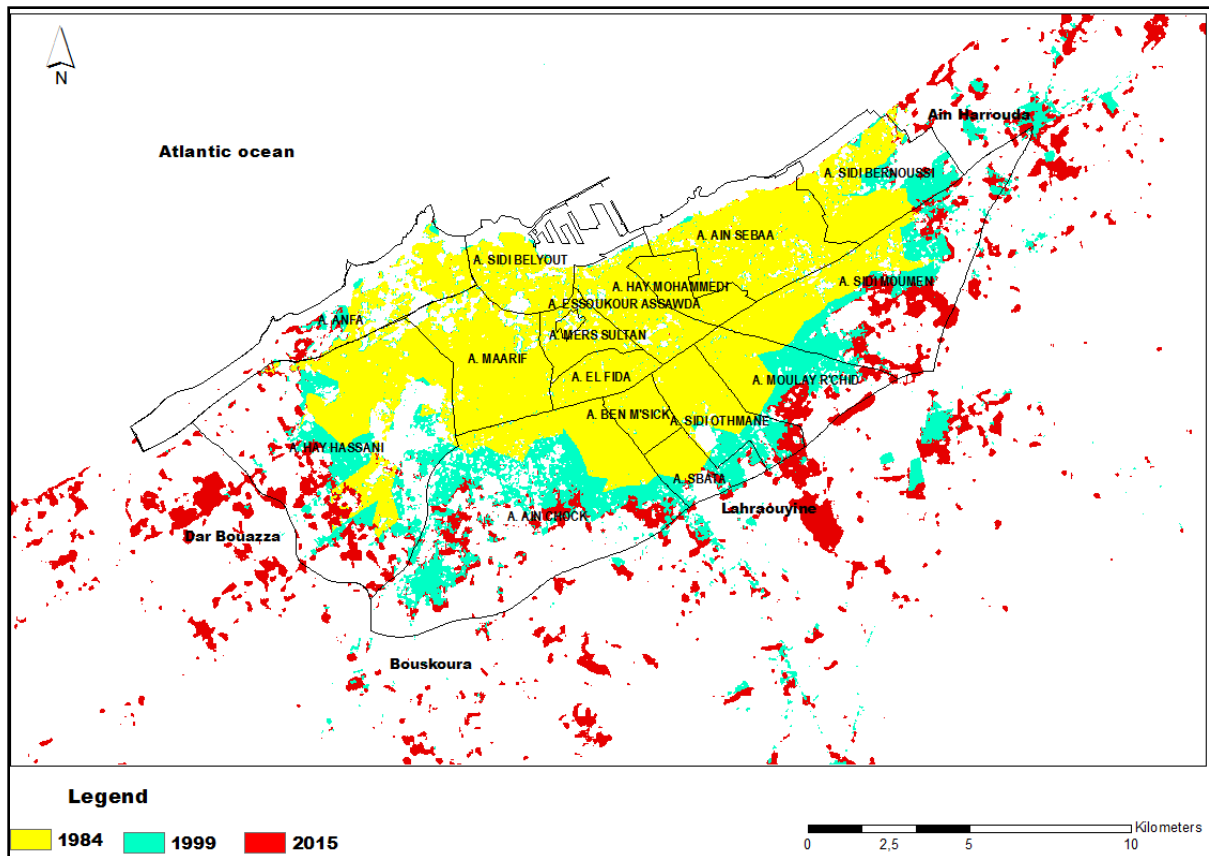 N
Ain Harrouda
Atlantic ocean
A. SIDI BERNOUSSI
A. AIN SEBAA
A. SIDI BELYOUT
A. SIDI MOUMEN
A. HAY MOHAMMEDI
A. ESSOUKOUR ASSAWDA
A. ANFA
A. MERS SULTAN
A. MAARIF
A. EL FIDA
A. MOULAY R'CHID
A. BEN M'SICK
A. SIDI OTHMANE
A. HAY HASSANI
A. SBATA
Lahraouyine
A. AIN CHOCK
Dar Bouazza
Bouskoura
Legend
1984
1999
2015
Kilometers
0
2,5
5
10